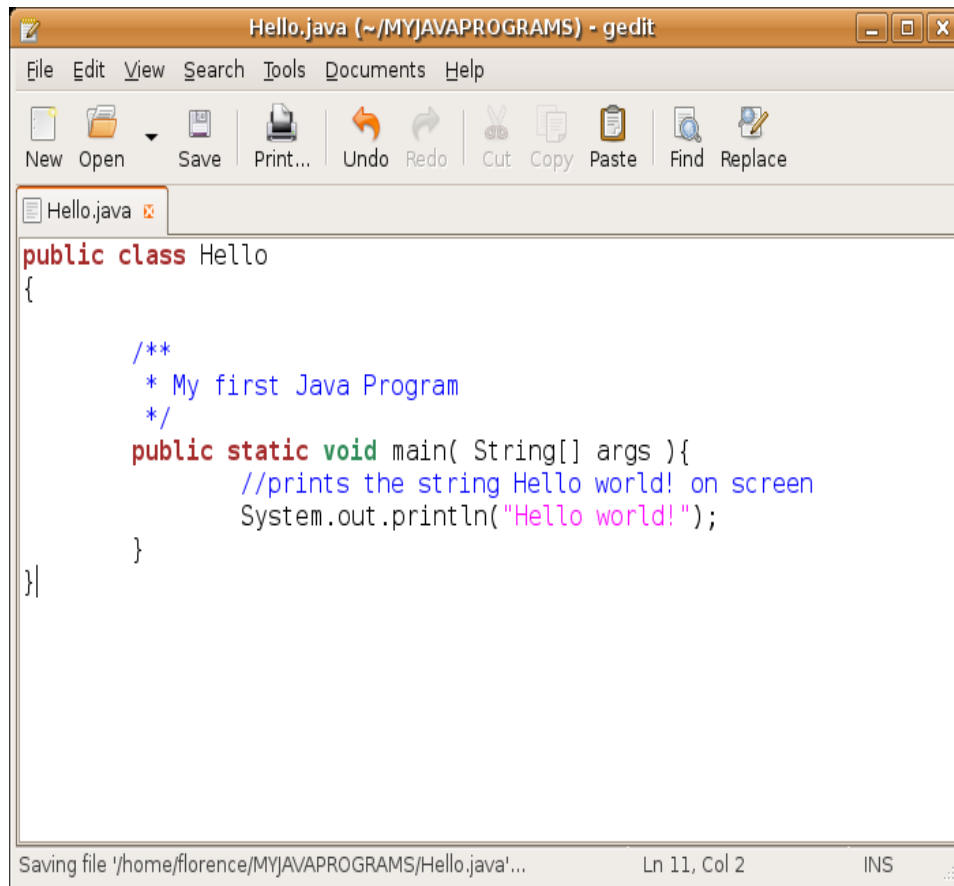 Hello.java (~/MYJAVAPROGRAMS) - gedit
File Edit View Search Tools Documents Help
New Open Save Print... Undo Redo Cut Copy Paste Find Replace
Hello.java
public class Hello
{
/**
* My first Java Program
*/
public static void main( String[] args ){
//prints the string Hello world! on screen
System.out.println("Hello world!");
}
}
Saving file '/home/florence/MYJAVAPROGRAMS/Hello.java'... Ln 11, Col 2 INS